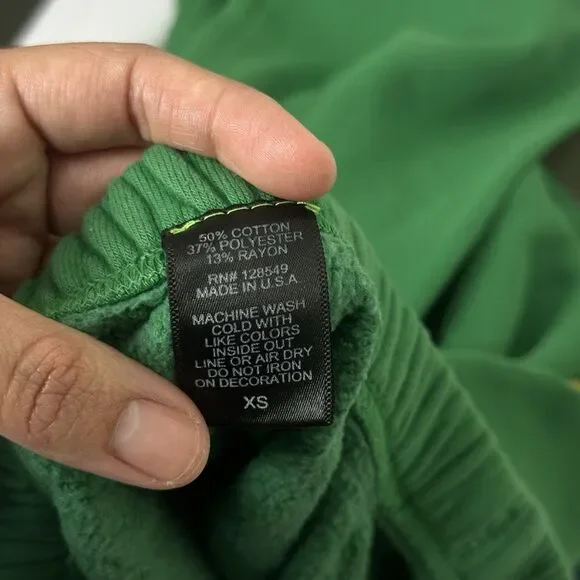 50% COTTON
37% POLYESTER
13% RAYON
RN# 128549
MADE IN U.S.A
MACHINE WASH
COLD WITH
LIKE COLORS
INSIDE OUT
LINE OR AIR DRY
DO NOT IRON
ON DECORATION
XS